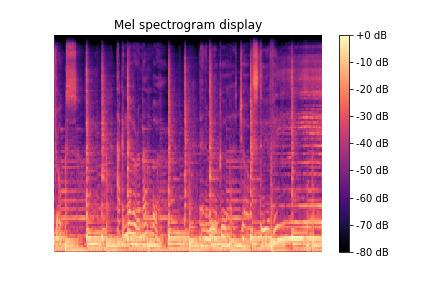 Mel spectrogram display
+0 dB
-10 dB
-20 dB
-30 dB
-40 dB
-50 dB
-60 dB
-70 dB
-80 dB